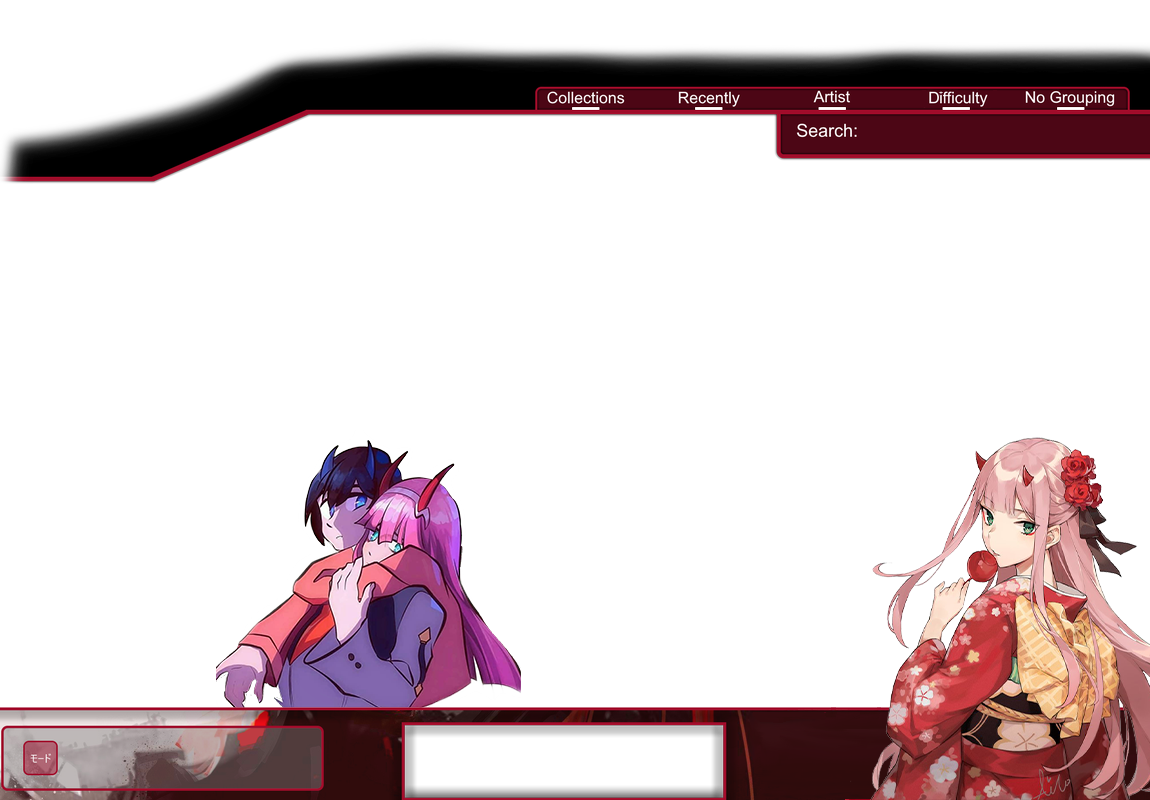 Collections Recently Artist Difficulty No Grouping
Search:
モード